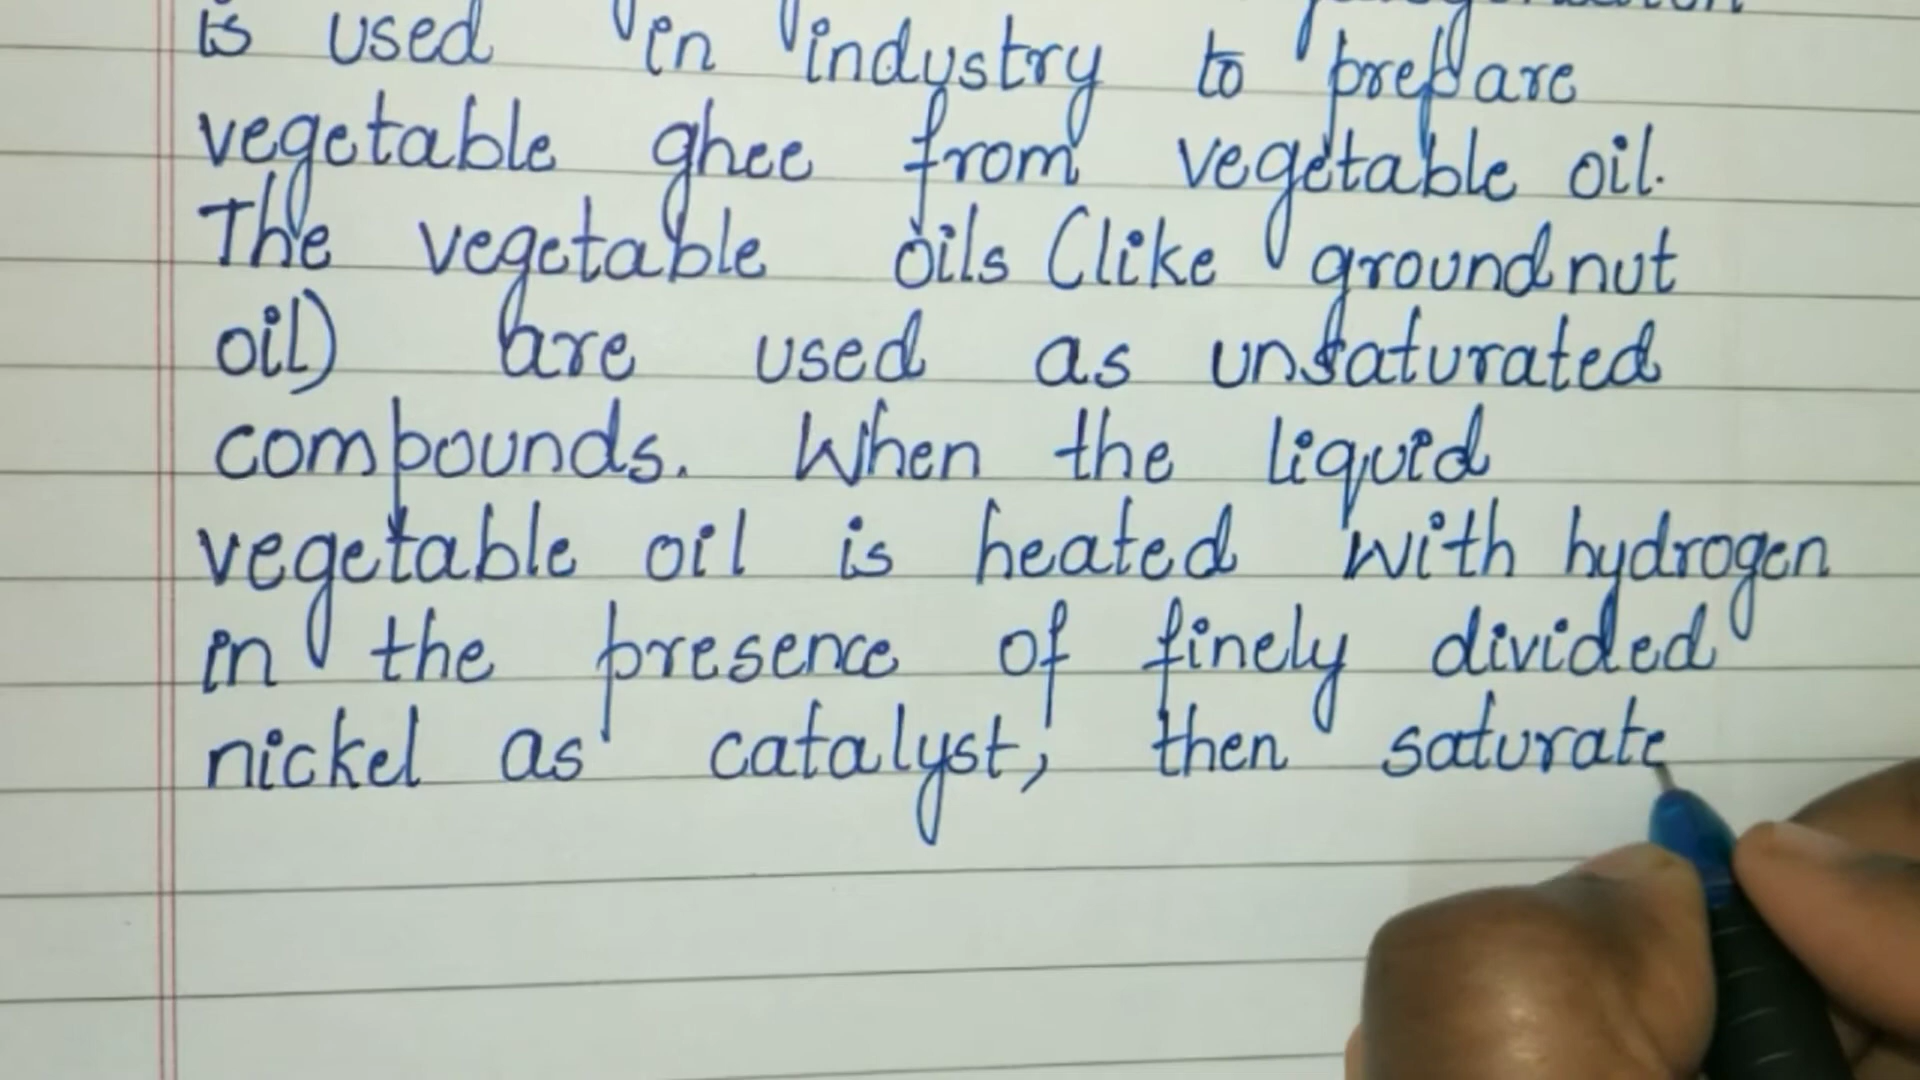 is used in industry to prepare
vegetable ghee from vegetable oil.
The vegetable oils (like groundnut
oil) are used as unsaturated
compounds. When the liquid
vegetable oil is heated with hydrogen
in the presence of finely divided
nickel as catalyst, then saturate